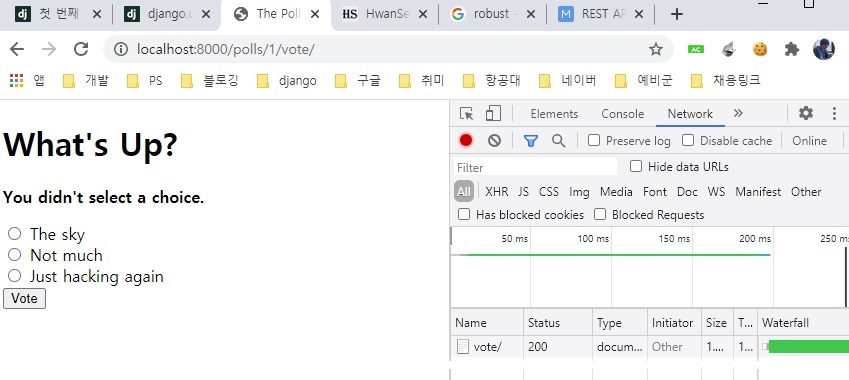 dj 첫 번째 dj django.u The Poll HS HwanSe robust - M REST AP
localhost:8000/polls/1/vote/ AC
앱 개발 PS 블로깅 django 구글 취미 항공대 네이버 예비군 채용링크
What's Up?
You didn't select a choice.
The sky
Not much
Just hacking again
Vote
Elements Console Network
Preserve log Disable cache Online
Filter Hide data URLs
All XHR JS CSS Img Media Font Doc WS Manifest Other
Has blocked cookies Blocked Requests
50 ms 100 ms 150 ms 200 ms 250 ms
Name Status Type Initiator Size T... Waterfall
vote/ 200 docum... Other 1.... 1...